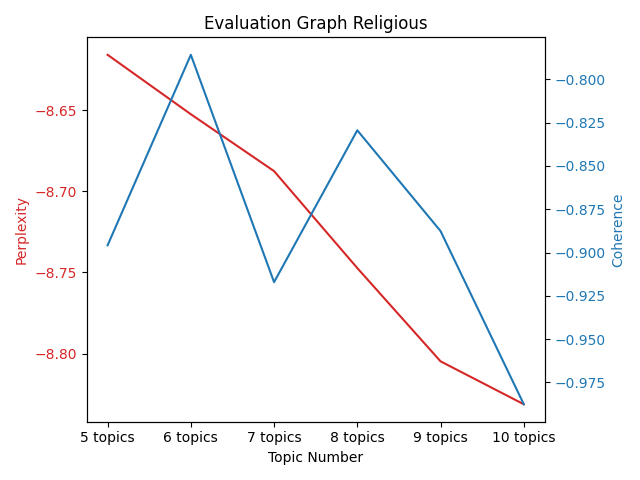 Evaluation Graph Religious
Perplexity
−8.65
−8.70
−8.75
−8.80
Coherence
−0.800
−0.825
−0.850
−0.875
−0.900
−0.925
−0.950
−0.975
5 topics
6 topics
7 topics
8 topics
9 topics
10 topics
Topic Number